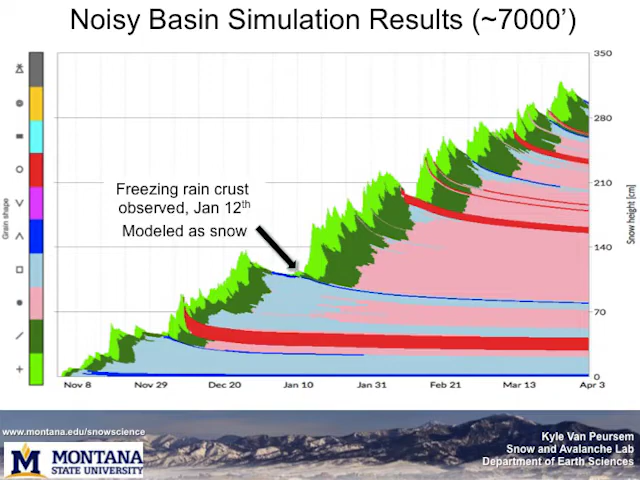 Noisy Basin Simulation Results (~7000’)
350
280
210
140
70
0
Snow height [cm]
Grain shape
Freezing rain crust
observed, Jan 12th
Modeled as snow
Nov 8
Nov 29
Dec 20
Jan 10
Jan 31
Feb 21
Mar 13
Apr 3
www.montana.edu/snowscience
M
MONTANA
STATE UNIVERSITY
Kyle Van Peursem
Snow and Avalanche Lab
Department of Earth Sciences